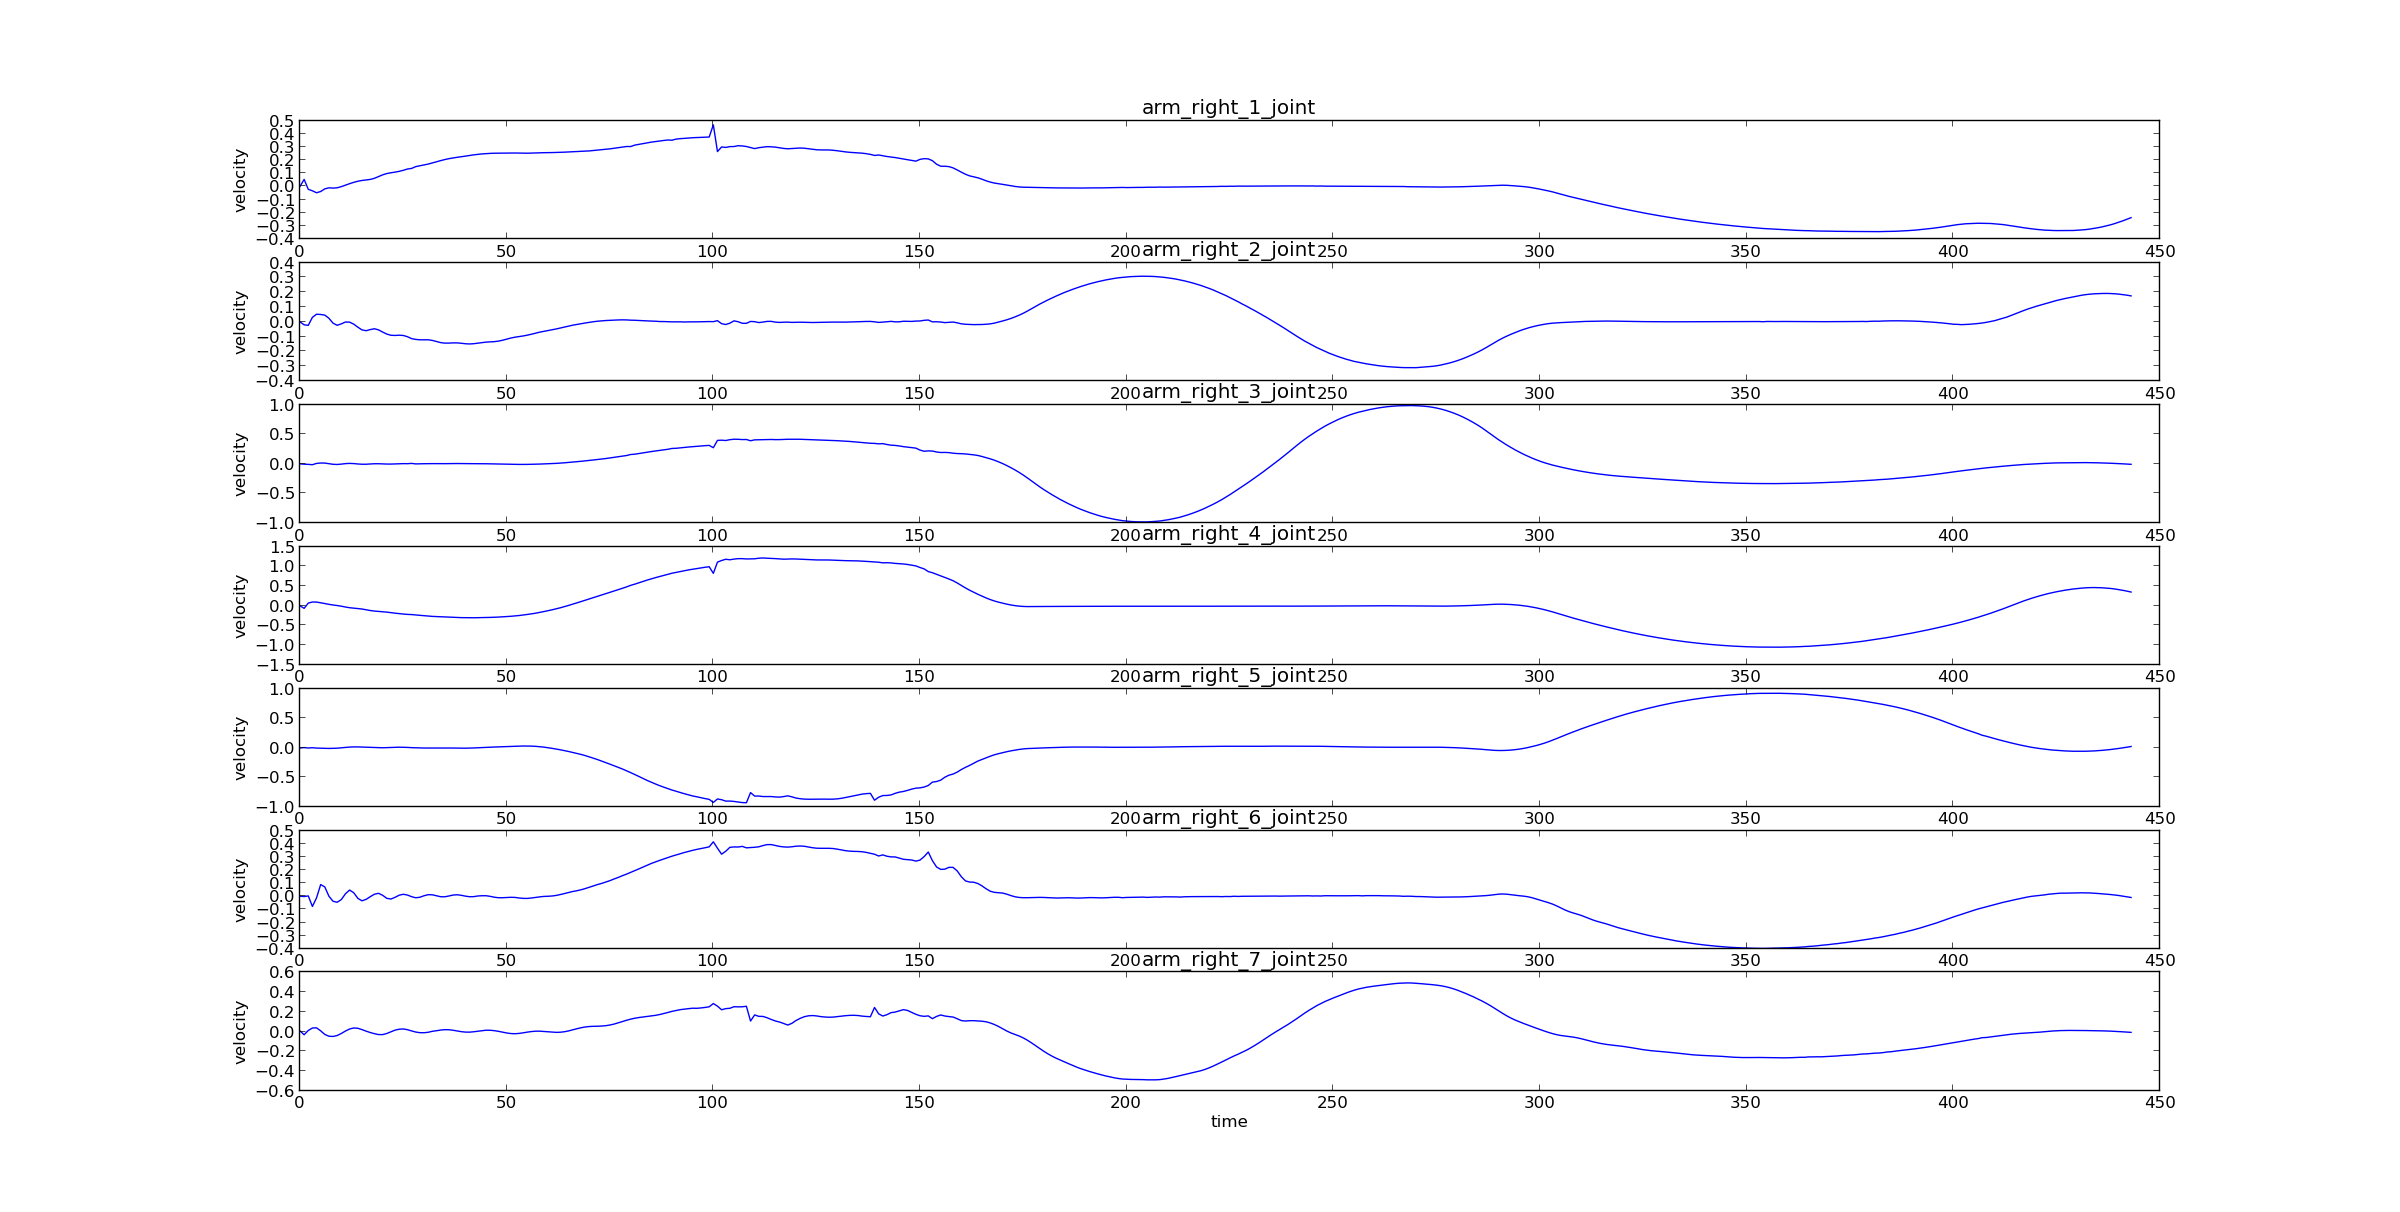 arm_right_1_joint
velocity
0.5
0.4
0.3
0.2
0.1
0.0
−0.1
−0.2
−0.3
−0.4
0 50 100 150 200 250 300 350 400 450
arm_right_2_joint
velocity
0.4
0.3
0.2
0.1
0.0
−0.1
−0.2
−0.3
−0.4
0 50 100 150 200 250 300 350 400 450
arm_right_3_joint
velocity
1.0
0.5
0.0
−0.5
−1.0
0 50 100 150 200 250 300 350 400 450
arm_right_4_joint
velocity
1.5
1.0
0.5
0.0
−0.5
−1.0
−1.5
0 50 100 150 200 250 300 350 400 450
arm_right_5_joint
velocity
1.0
0.5
0.0
−0.5
−1.0
0 50 100 150 200 250 300 350 400 450
arm_right_6_joint
velocity
0.5
0.4
0.3
0.2
0.1
0.0
−0.1
−0.2
−0.3
−0.4
0 50 100 150 200 250 300 350 400 450
arm_right_7_joint
velocity
0.6
0.4
0.2
0.0
−0.2
−0.4
−0.6
0 50 100 150 200 250 300 350 400 450
time